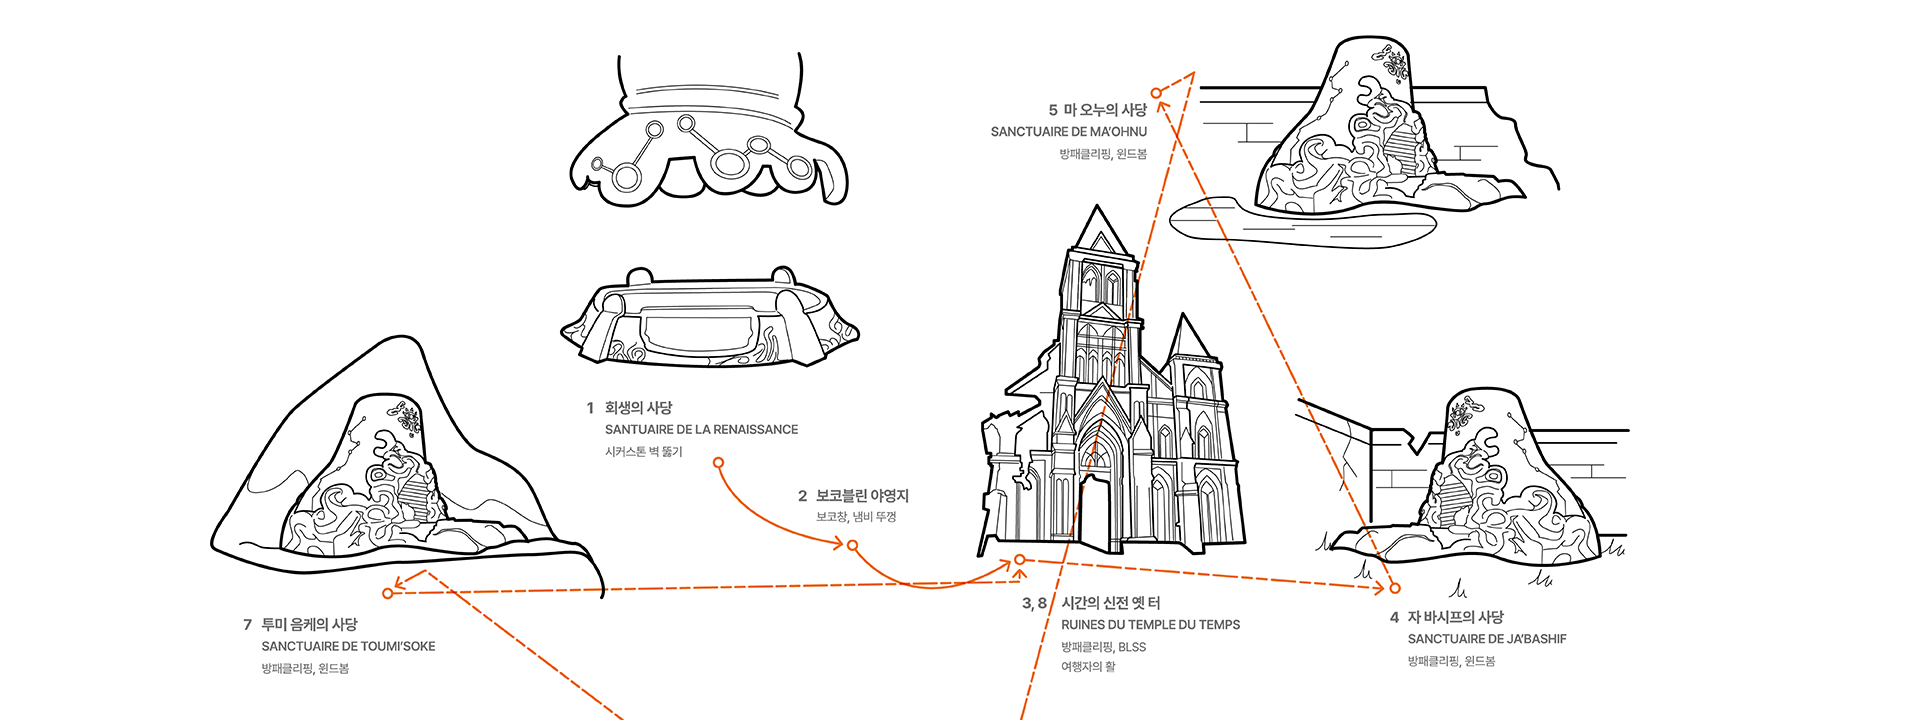 5 마 오누의 사당
SANCTUAIRE DE MA'OHNU
방패클리핑, 윈드봄
1 회생의 사당
SANTUAIRE DE LA RENAISSANCE
시커스톤 벽 뚫기
2 보코블린 야영지
보코창, 냄비 뚜껑
3, 8 시간의 신전 옛 터
RUINES DU TEMPLE DU TEMPS
방패클리핑, BLSS
여행자의 활
4 자 바시프의 사당
SANCTUAIRE DE JA'BASHIF
방패클리핑, 윈드봄
7 투미 음케의 사당
SANCTUAIRE DE TOUMI'SOKE
방패클리핑, 윈드봄